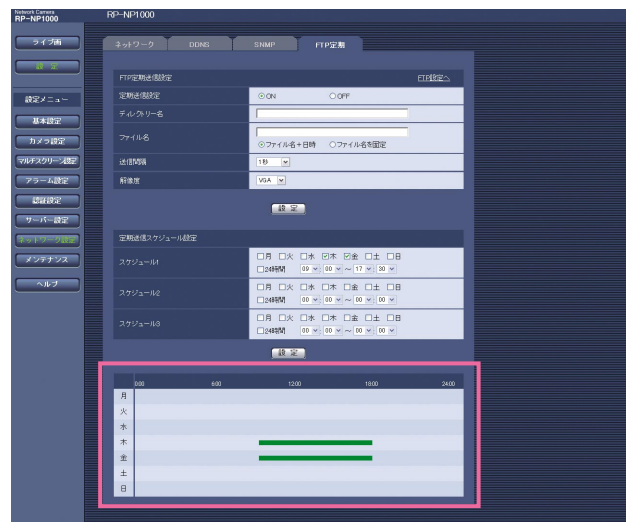 Network Camera
RP-NP1000
RP-NP1000
ライブ画
設定
設定メニュー
基本設定
カメラ設定
マルチスクリーン設定
アラーム設定
認証設定
サーバー設定
ネットワーク設定
メンテナンス
ヘルプ
ネットワーク DDNS SNMP FTP定期
FTP定期送信設定 FTP設定へ
定期送信設定 ON OFF
ディレクトリー名
ファイル名
ファイル名+日時 ファイル名を固定
送信間隔 1秒
解像度 VGA
設定
定期送信スケジュール設定
スケジュール1 月 火 水 木 金 土 日
24時間 09 : 00 ~ 17 : 30
スケジュール2 月 火 水 木 金 土 日
24時間 00 : 00 ~ 00 : 00
スケジュール3 月 火 水 木 金 土 日
24時間 00 : 00 ~ 00 : 00
設定
0:00 6:00 12:00 18:00 24:00
月
火
水
木
金
土
日